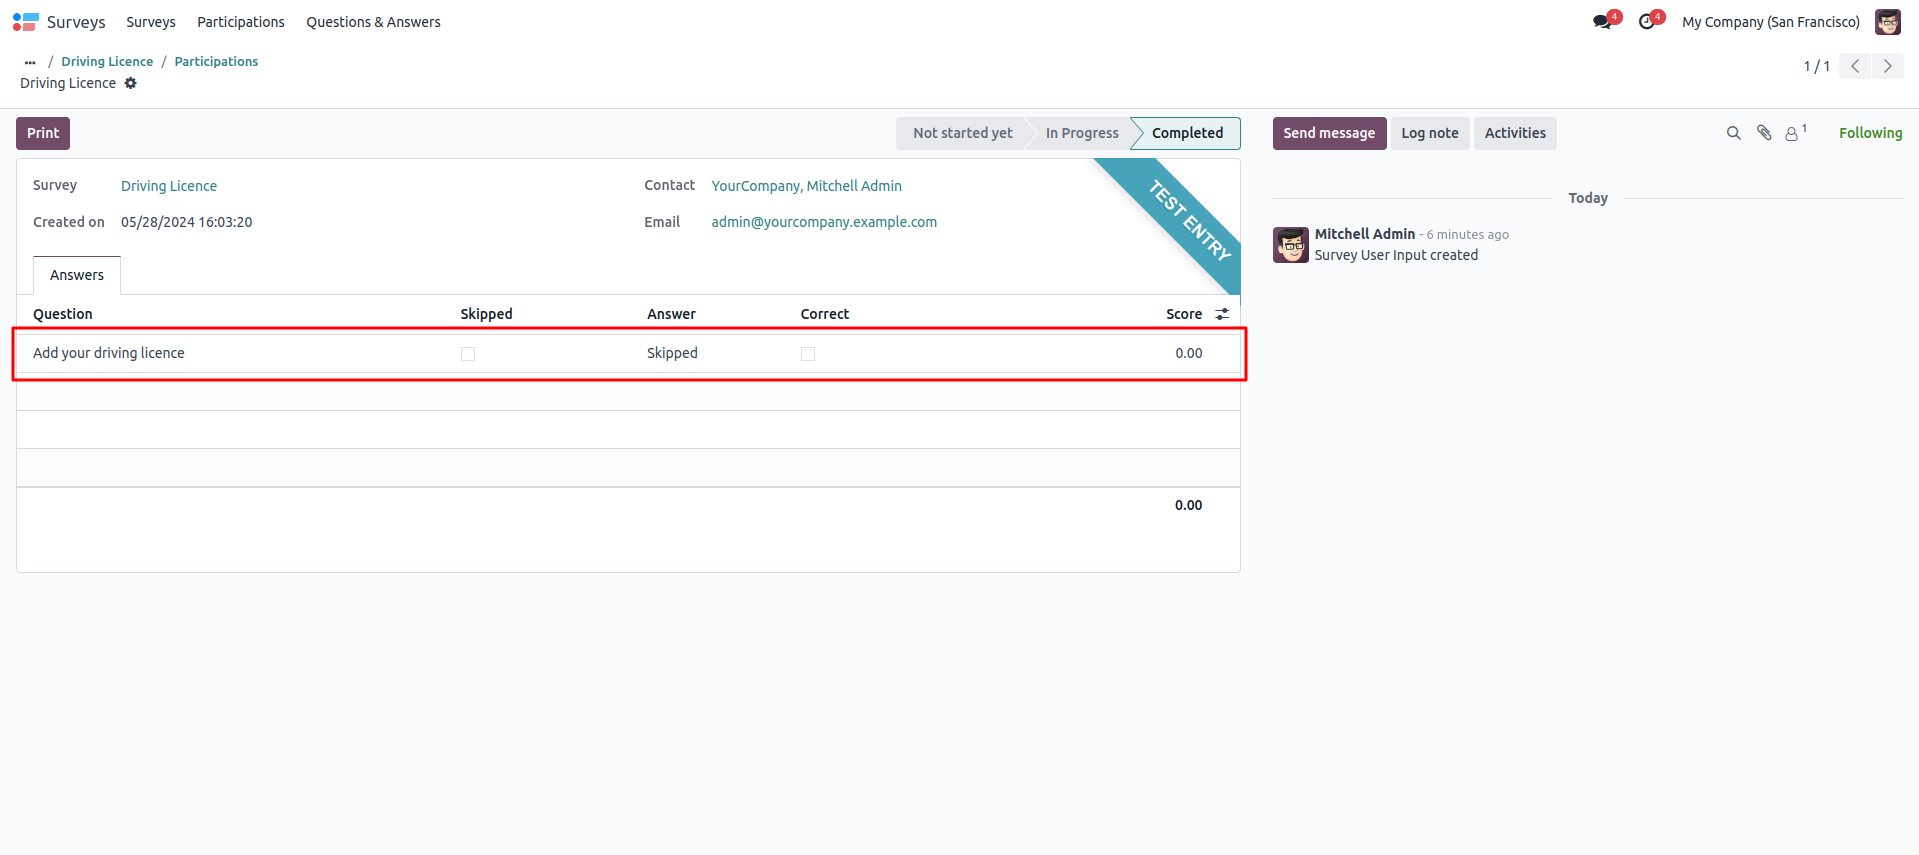 Surveys Surveys Participations Questions & Answers 4 4 My Company (San Francisco)
... / Driving Licence / Participations
Driving Licence
1 / 1
Print Not started yet In Progress Completed Send message Log note Activities 1 Following
Survey Driving Licence Contact YourCompany, Mitchell Admin
Created on 05/28/2024 16:03:20 Email admin@yourcompany.example.com
TEST ENTRY
Today
Mitchell Admin - 6 minutes ago
Survey User Input created
Answers
Question Skipped Answer Correct Score
Add your driving licence Skipped 0.00
0.00